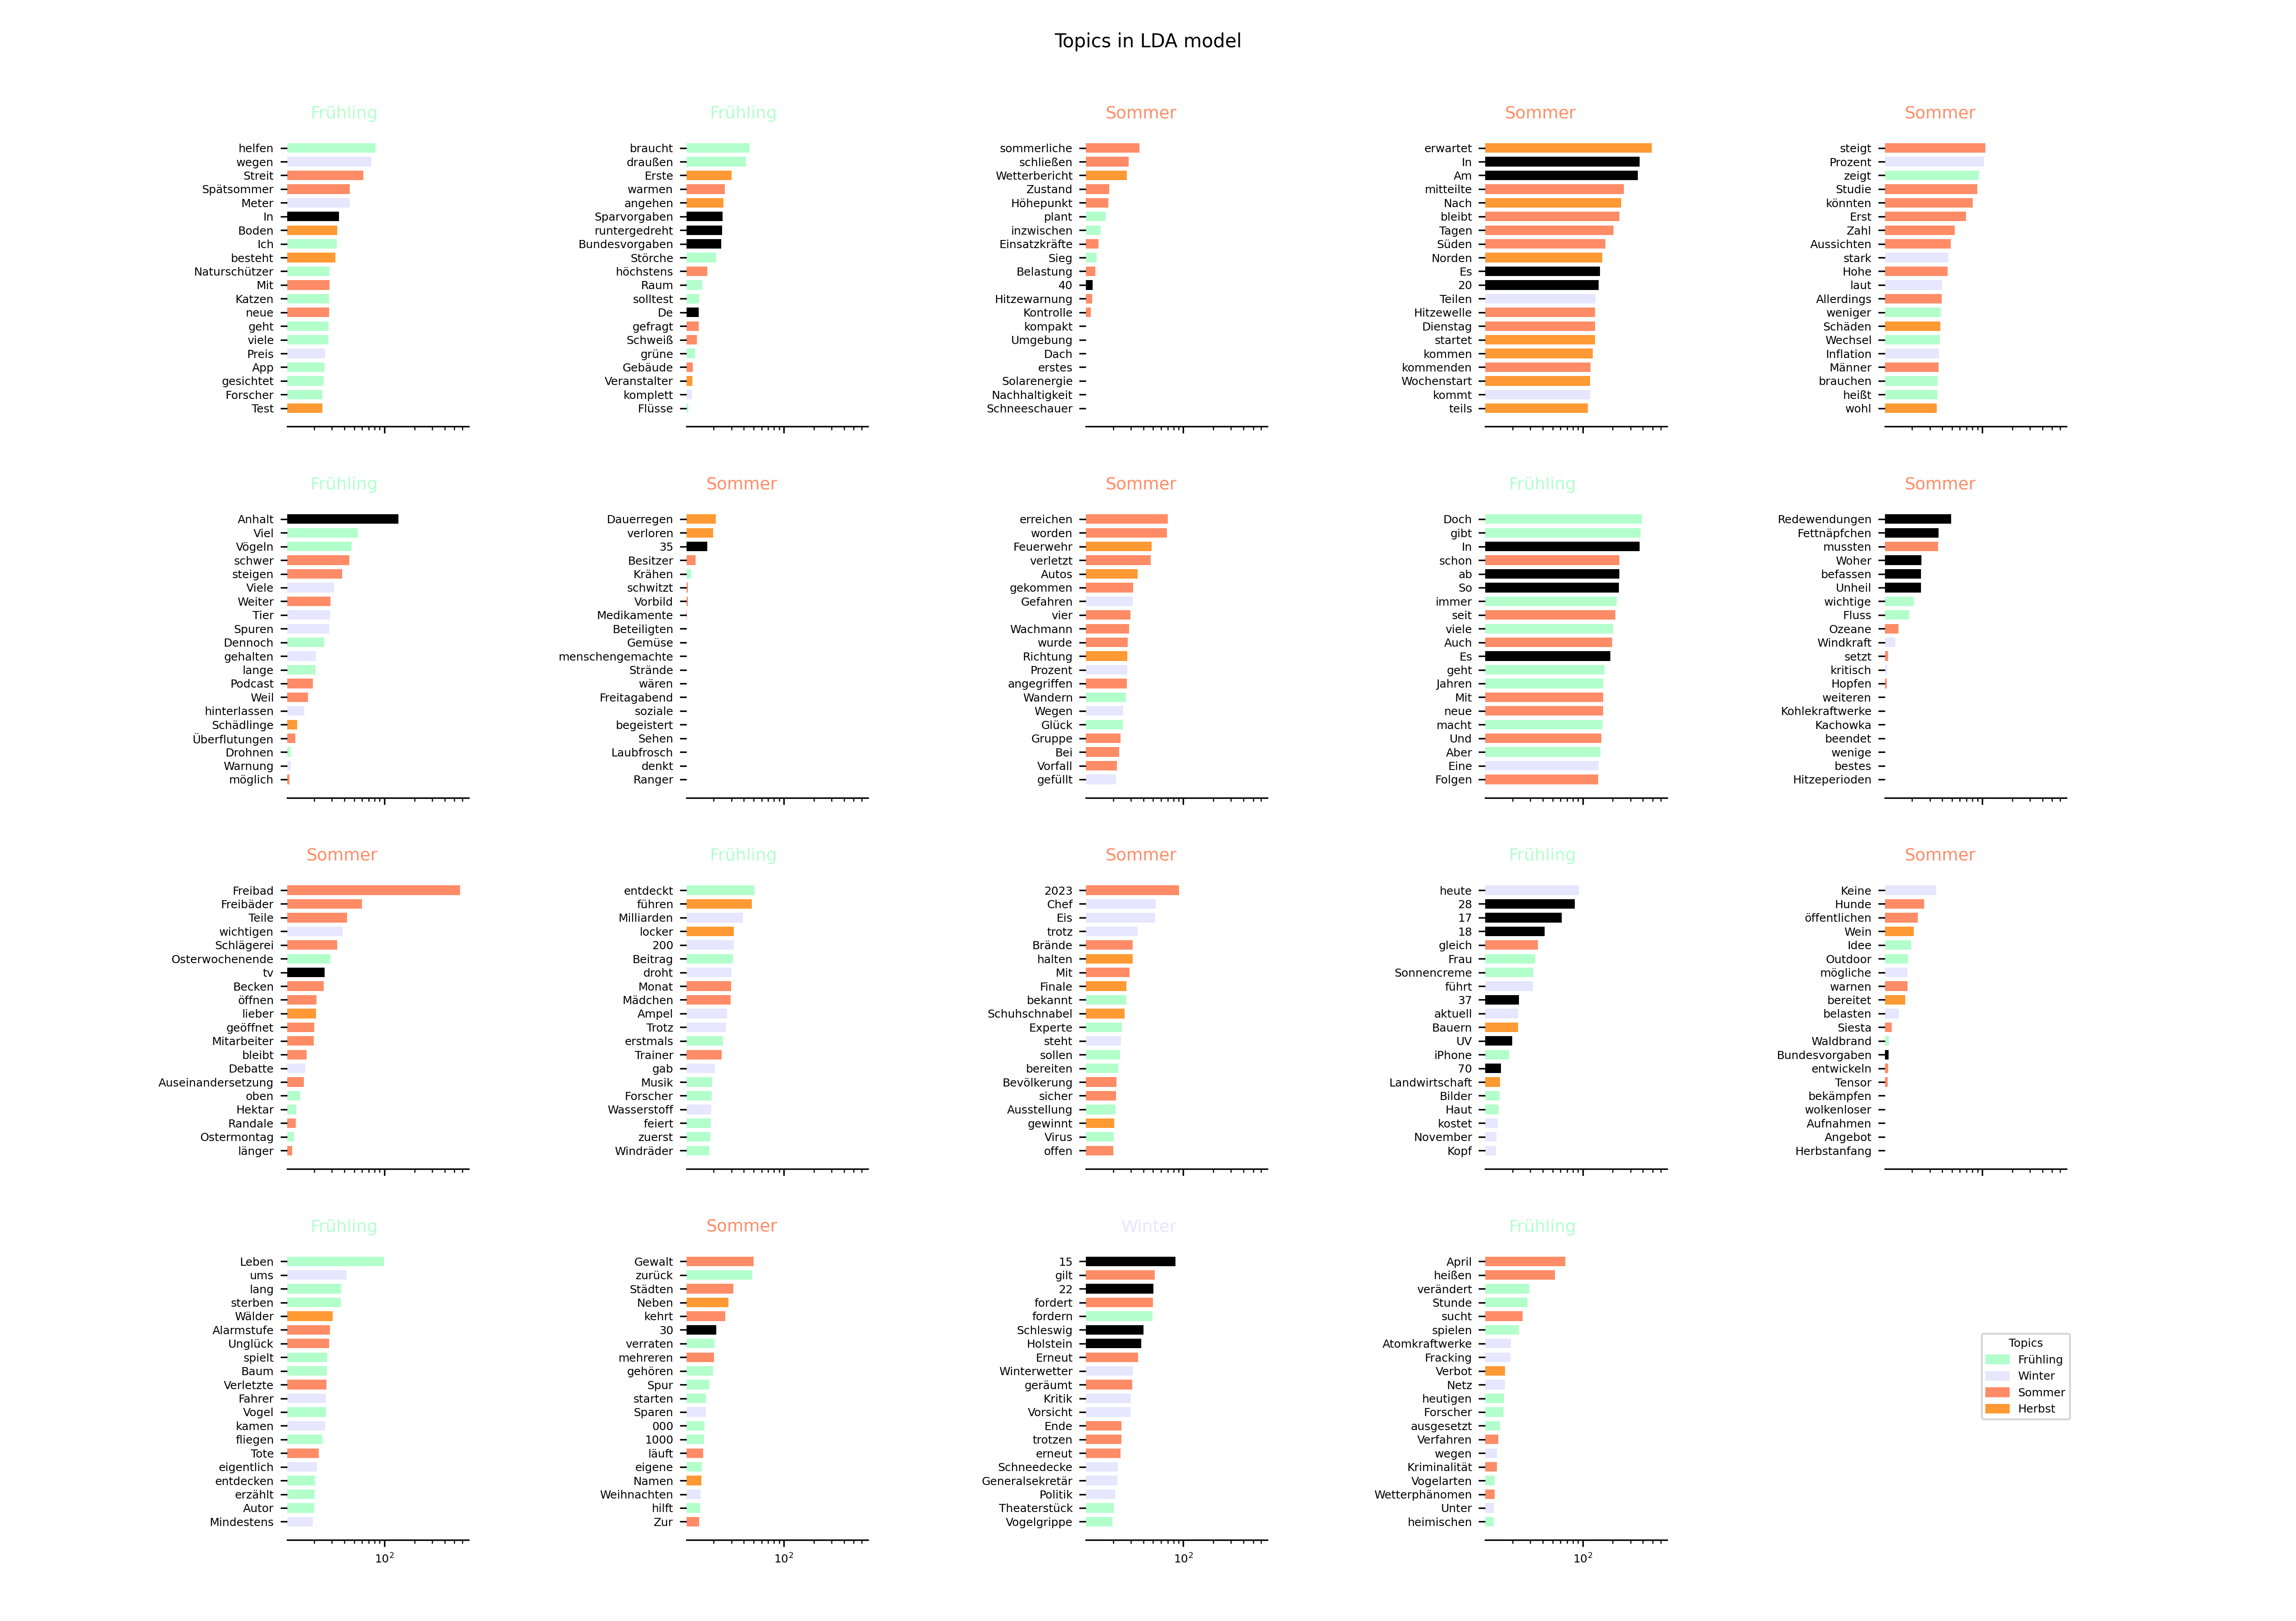 Topics in LDA model
Frühling
helfen
wegen
Streit
Spätsommer
Meter
In
Boden
Ich
besteht
Naturschützer
Mit
Katzen
neue
geht
viele
Preis
App
gesichtet
Forscher
Test
Frühling
braucht
draußen
Erste
warmen
angehen
Sparvorgaben
runtergedreht
Bundesvorgaben
Störche
höchstens
Raum
solltest
De
gefragt
Schweiß
grüne
Gebäude
Veranstalter
komplett
Flüsse
Sommer
sommerliche
schließen
Wetterbericht
Zustand
Höhepunkt
plant
inzwischen
Einsatzkräfte
Sieg
Belastung
40
Hitzewarnung
Kontrolle
kompakt
Umgebung
Dach
erstes
Solarenergie
Nachhaltigkeit
Schneeschauer
Sommer
erwartet
In
Am
mitteilte
Nach
bleibt
Tagen
Süden
Norden
Es
20
Teilen
Hitzewelle
Dienstag
startet
kommen
kommenden
Wochenstart
kommt
teils
Sommer
steigt
Prozent
zeigt
Studie
könnten
Erst
Zahl
Aussichten
stark
Hohe
laut
Allerdings
weniger
Schäden
Wechsel
Inflation
Männer
brauchen
heißt
wohl
Frühling
Anhalt
Viel
Vögeln
schwer
steigen
Viele
Weiter
Tier
Spuren
Dennoch
gehalten
lange
Podcast
Weil
hinterlassen
Schädlinge
Überflutungen
Drohnen
Warnung
möglich
Sommer
Dauerregen
verloren
35
Besitzer
Krähen
schwitzt
Vorbild
Medikamente
Beteiligten
Gemüse
menschengemachte
Strände
wären
Freitagabend
soziale
begeistert
Sehen
Laubfrosch
denkt
Ranger
Sommer
erreichen
worden
Feuerwehr
verletzt
Autos
gekommen
Gefahren
vier
Wachmann
wurde
Richtung
Prozent
angegriffen
Wandern
Wegen
Glück
Gruppe
Bei
Vorfall
gefüllt
Frühling
Doch
gibt
In
schon
ab
So
immer
seit
viele
Auch
Es
geht
Jahren
Mit
neue
macht
Und
Aber
Eine
Folgen
Sommer
Redewendungen
Fettnäpfchen
mussten
Woher
befassen
Unheil
wichtige
Fluss
Ozeane
Windkraft
setzt
kritisch
Hopfen
weiteren
Kohlekraftwerke
Kachowka
beendet
wenige
bestes
Hitzeperioden
Sommer
Freibad
Freibäder
Teile
wichtigen
Schlägerei
Osterwochenende
tv
Becken
öffnen
lieber
geöffnet
Mitarbeiter
bleibt
Debatte
Auseinandersetzung
oben
Hektar
Randale
Ostermontag
länger
Frühling
entdeckt
führen
Milliarden
locker
200
Beitrag
droht
Monat
Mädchen
Ampel
Trotz
erstmals
Trainer
gab
Musik
Forscher
Wasserstoff
feiert
zuerst
Windräder
Sommer
2023
Chef
Eis
trotz
Brände
halten
Mit
Finale
bekannt
Schuhschnabel
Experte
steht
sollen
bereiten
Bevölkerung
sicher
Ausstellung
gewinnt
Virus
offen
Frühling
heute
28
17
18
gleich
Frau
Sonnencreme
führt
37
aktuell
Bauern
UV
iPhone
70
Landwirtschaft
Bilder
Haut
kostet
November
Kopf
Sommer
Keine
Hunde
öffentlichen
Wein
Idee
Outdoor
mögliche
warnen
bereitet
belasten
Siesta
Waldbrand
Bundesvorgaben
entwickeln
Tensor
bekämpfen
wolkenloser
Aufnahmen
Angebot
Herbstanfang
Frühling
Leben
ums
lang
sterben
Wälder
Alarmstufe
Unglück
spielt
Baum
Verletzte
Fahrer
Vogel
kamen
fliegen
Tote
eigentlich
entdecken
erzählt
Autor
Mindestens
10²
Sommer
Gewalt
zurück
Städten
Neben
kehrt
30
verraten
mehreren
gehören
Spur
starten
Sparen
000
1000
läuft
eigene
Namen
Weihnachten
hilft
Zur
10²
Winter
15
gilt
22
fordert
fordern
Schleswig
Holstein
Erneut
Winterwetter
geräumt
Kritik
Vorsicht
Ende
trotzen
erneut
Schneedecke
Generalsekretär
Politik
Theaterstück
Vogelgrippe
10²
Frühling
April
heißen
verändert
Stunde
sucht
spielen
Atomkraftwerke
Fracking
Verbot
Netz
heutigen
Forscher
ausgesetzt
Verfahren
wegen
Kriminalität
Vogelarten
Wetterphänomen
Unter
heimischen
10²
Topics
Frühling
Winter
Sommer
Herbst